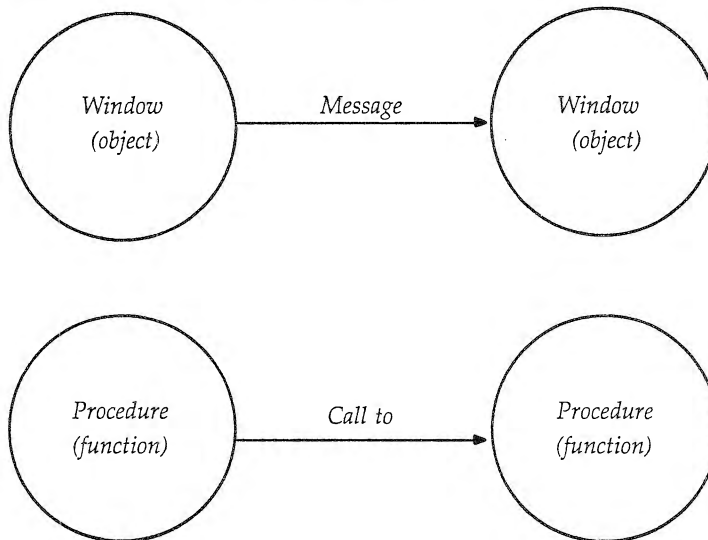 Window
(object)
Message
Window
(object)
Procedure
(function)
Call to
Procedure
(function)